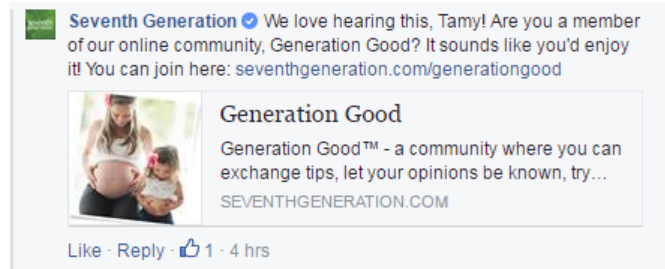 Seventh Generation We love hearing this, Tamy! Are you a member
of our online community, Generation Good? It sounds like you'd enjoy
it! You can join here: seventhgeneration.com/generationgood
Generation Good
Generation Good™ - a community where you can
exchange tips, let your opinions be known, try…
SEVENTHGENERATION.COM
Like · Reply · 1 · 4 hrs